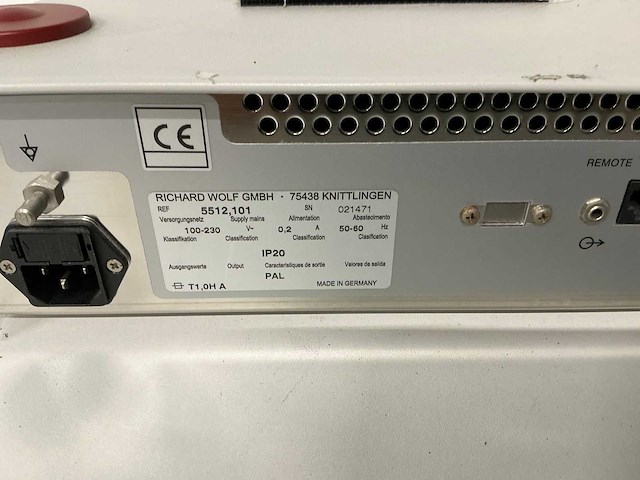 CE
REMOTE
RICHARD WOLF GMBH · 75438 KNITTLINGEN
REF 5512,101 SN 021471
Versorgungsnetz Supply mains Alimentation Abastecimento
100-230 V~ 0,2 A 50-60 Hz
Klassifikation Classification Classification Clasificación
IP20
Ausgangswerte Output Caractéristiques de sortie Valores de salida
PAL
T1,0H A MADE IN GERMANY